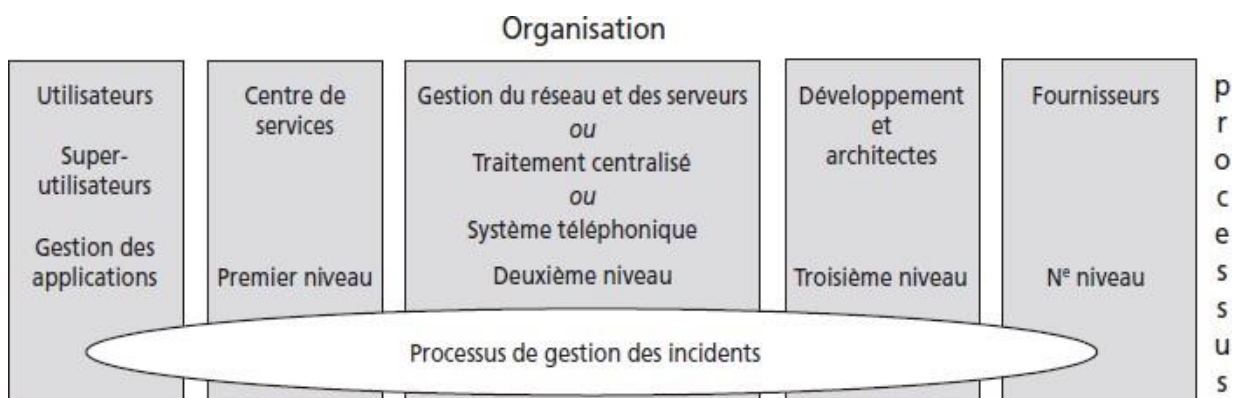 Organisation
Utilisateurs
Super-
utilisateurs
Gestion des
applications
Centre de
services
Premier niveau
Gestion du réseau et des serveurs
ou
Traitement centralisé
ou
Système téléphonique
Deuxième niveau
Développement
et
architectes
Troisième niveau
Fournisseurs
Nᵉ niveau
processus
Processus de gestion des incidents